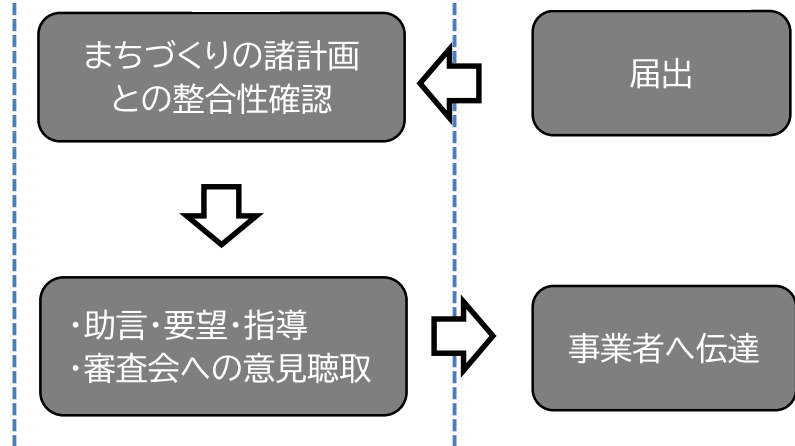 まちづくりの諸計画
との整合性確認
届出
・助言・要望・指導
・審査会への意見聴取
事業者へ伝達